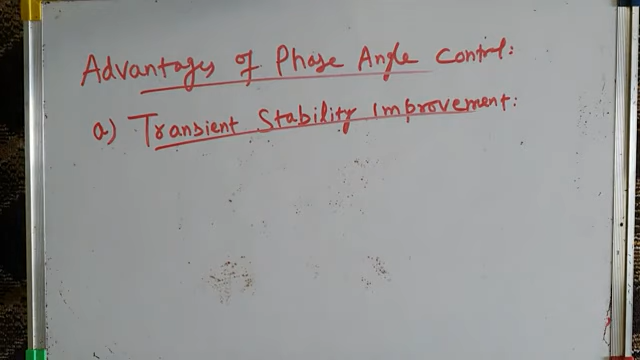 Advantages of Phase Angle Control:
a) Transient Stability Improvement: